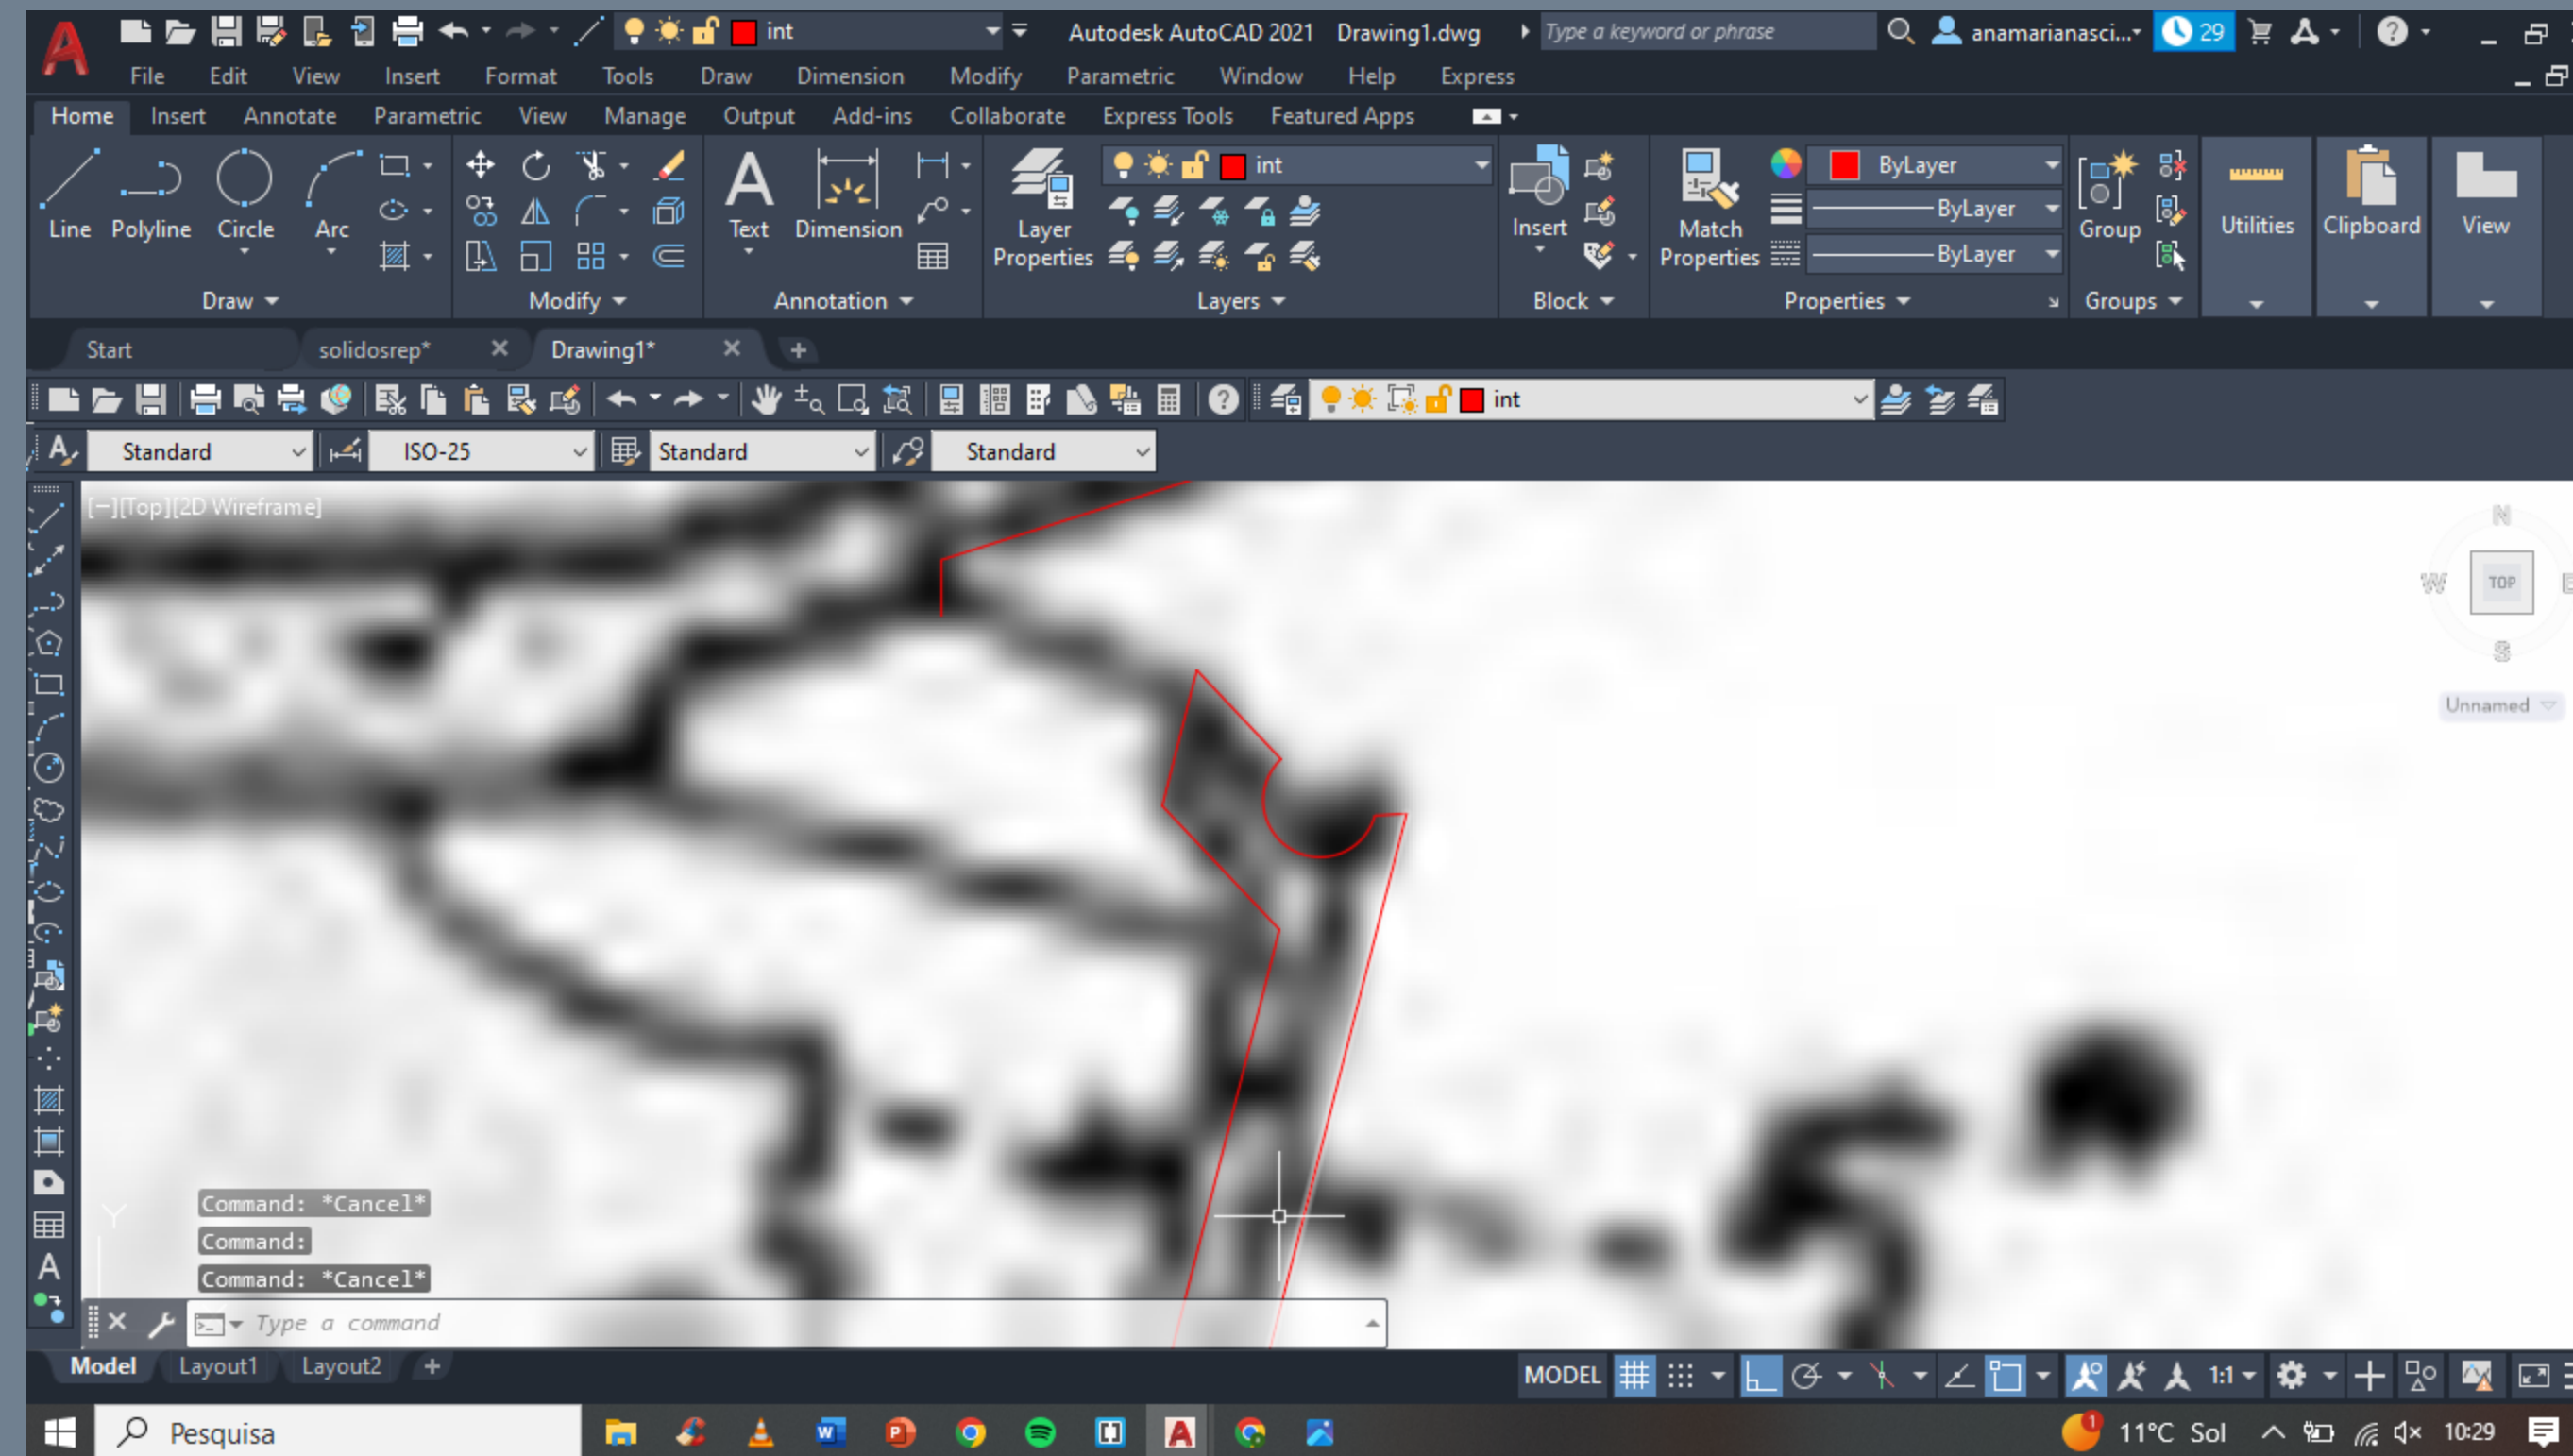 int Autodesk AutoCAD 2021 Drawing1.dwg Type a keyword or phrase anamarianasci... 29
File Edit View Insert Format Tools Draw Dimension Modify Parametric Window Help Express
Home Insert Annotate Parametric View Manage Output Add-ins Collaborate Express Tools Featured Apps
int ByLayer
ByLayer
Line Polyline Circle Arc Text Dimension Layer Properties Insert Match Properties Group Utilities Clipboard View
ByLayer
Draw Modify Annotation Layers Block Properties Groups
Start solidosrep* Drawing1*
int
Standard ISO-25 Standard Standard
[−][Top][2D Wireframe]
N
W TOP E
S
Unnamed
Y
Command: *Cancel*
Command:
Command: *Cancel*
Type a command
Model Layout1 Layout2 MODEL 1:1
Pesquisa 1 11°C Sol 10:29